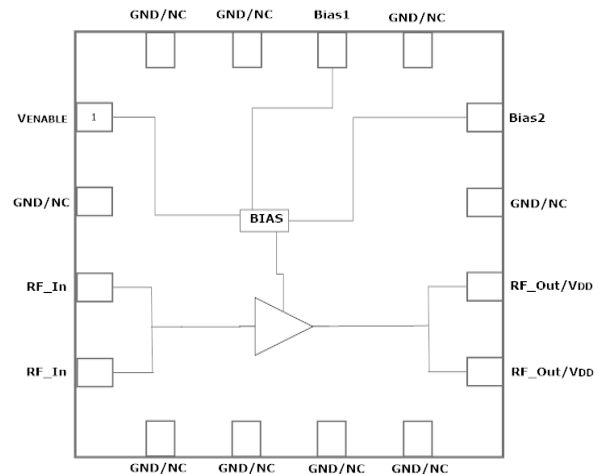 GND/NC GND/NC Bias1 GND/NC
VENABLE 1 Bias2
GND/NC GND/NC
BIAS
RF_In RF_Out/VDD
RF_In RF_Out/VDD
GND/NC GND/NC GND/NC GND/NC